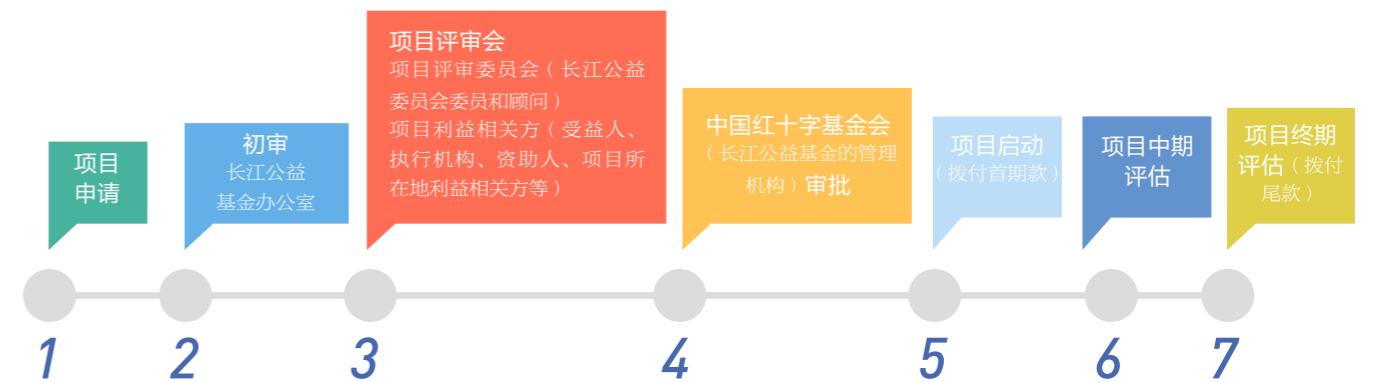 项目
申请
1
初审
长江公益
基金办公室
2
项目评审会
项目评审委员会（长江公益
委员会委员和顾问）
项目利益相关方（受益人、
执行机构、资助人、项目所
在地利益相关方等）
3
中国红十字基金会
（长江公益基金的管理
机构）审批
4
项目启动
（拨付首期款）
5
项目中期
评估
6
项目终期
评估（拨付
尾款）
7